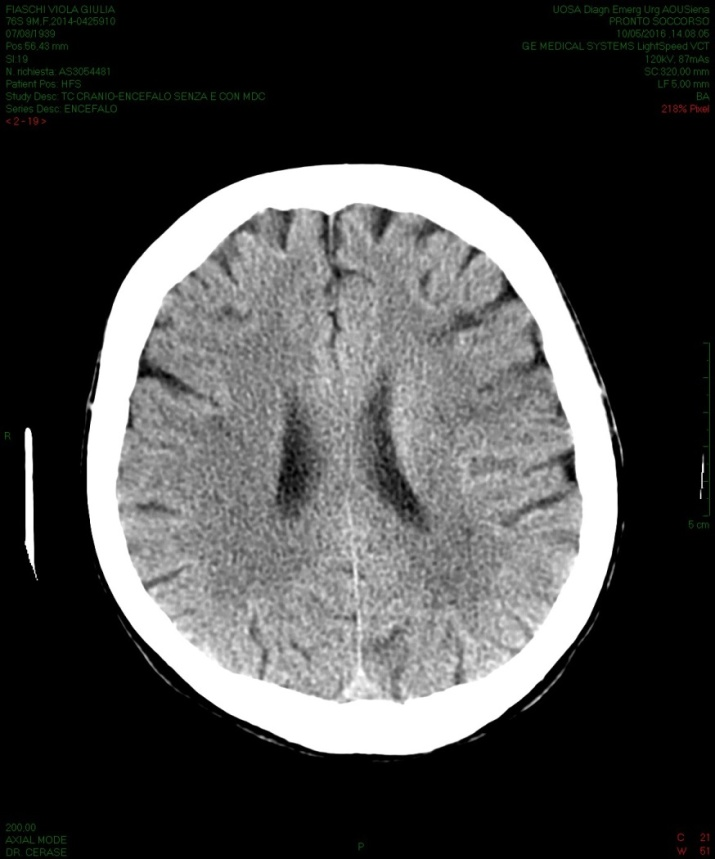 FIASCHI VIOLA GIULIA
76S 9M,F,2014-0425910
07/08/1939
Pos 56.43 mm
SI:19
N. richiesta: AS3054481
Patient Pos: HFS
Study Desc: TC CRANIO-ENCEFALO SENZA E CON MDC
Series Desc: ENCEFALO
< 2 - 19 >
UOSA Diagn Emerg Urg AOUSiena
PRONTO SOCCORSO
10/05/2016 ,14:08:05
GE MEDICAL SYSTEMS LightSpeed VCT
120kV, 87mAs
SC 320,00 mm
LF 5,00 mm
BA
218% Pixel
R
5 cm
200,00
AXIAL MODE
DR. CERASE
P
C 21
W 51